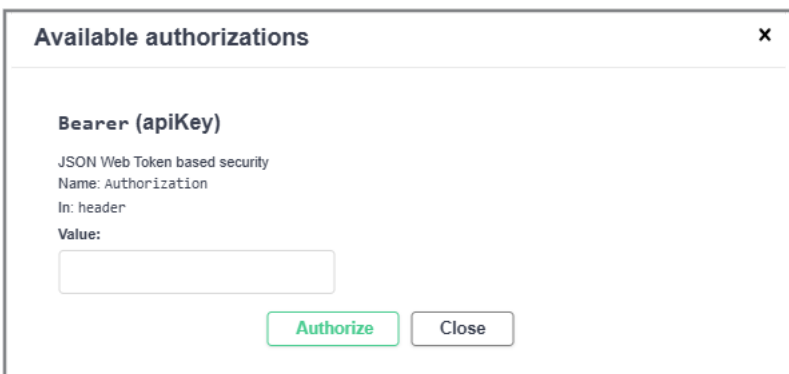 Available authorizations
×
Bearer (apiKey)
JSON Web Token based security
Name: Authorization
In: header
Value:
Authorize
Close